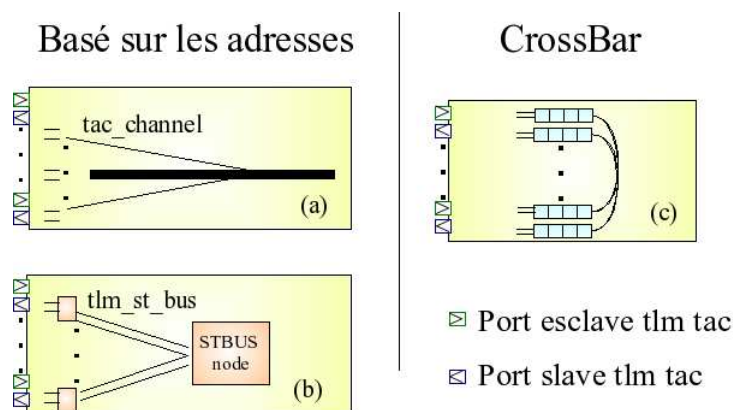 Basé sur les adresses
CrossBar
tac_channel
(a)
(c)
tlm_st_bus
STBUS
node
(b)
Port esclave tlm tac
Port slave tlm tac